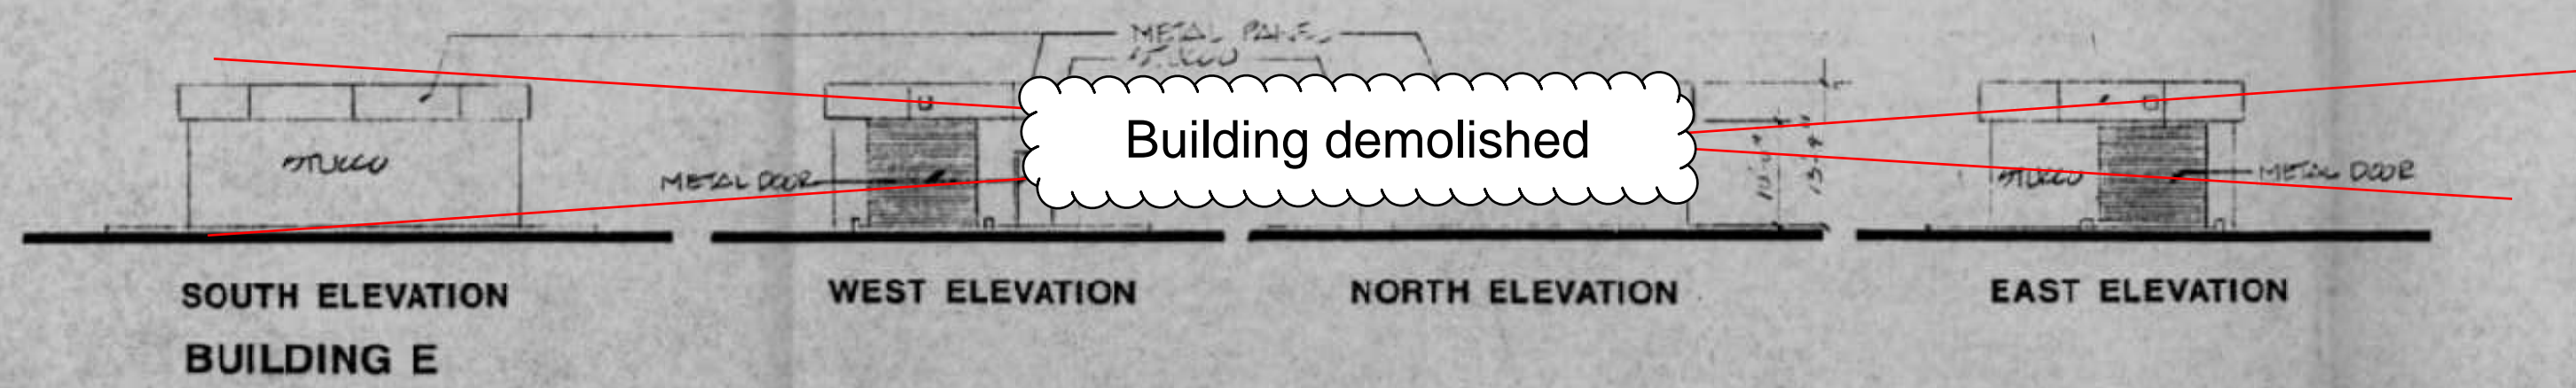 METAL PANEL
STUCCO
Building demolished
STUCCO
METAL DOOR
STUCCO
METAL DOOR
SOUTH ELEVATION
WEST ELEVATION
NORTH ELEVATION
EAST ELEVATION
BUILDING E